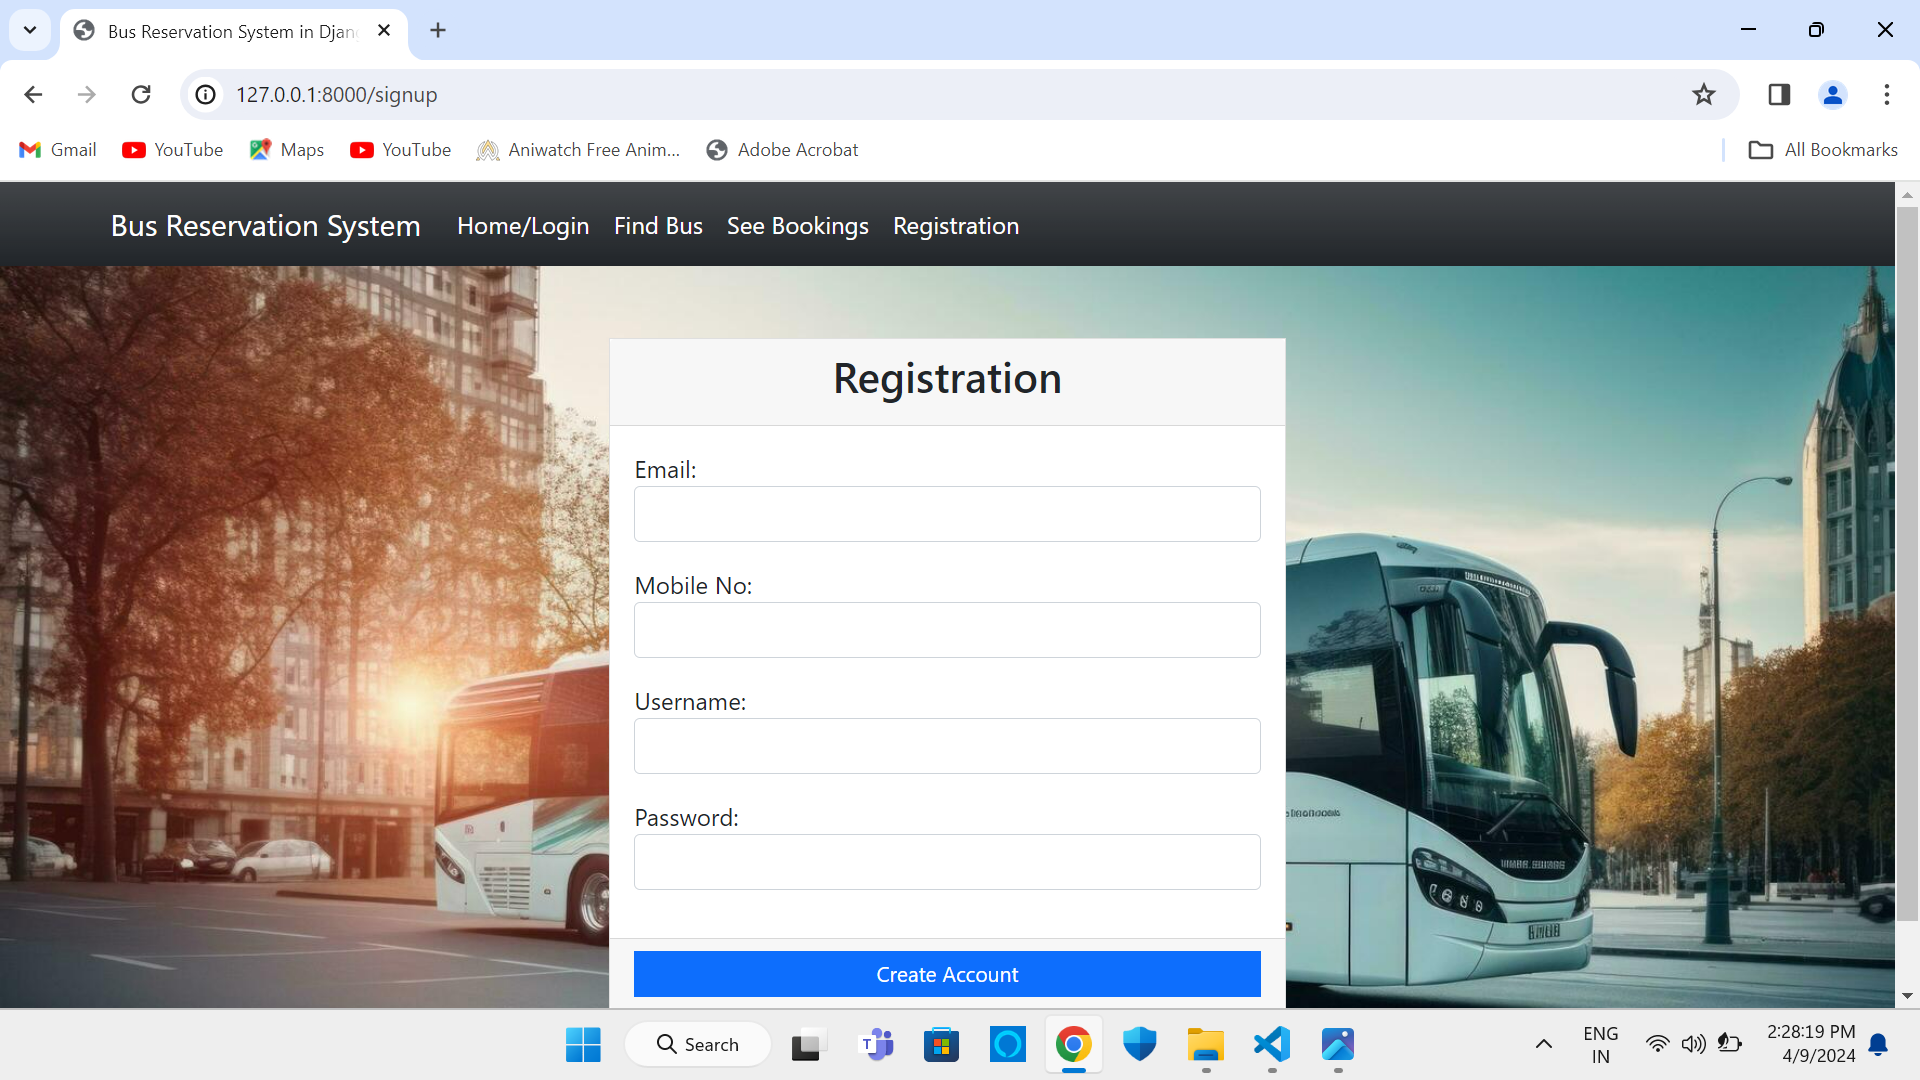 Bus Reservation System in Djan
127.0.0.1:8000/signup
Gmail
YouTube
Maps
YouTube
Aniwatch Free Anim...
Adobe Acrobat
All Bookmarks
Bus Reservation System
Home/Login
Find Bus
See Bookings
Registration
Registration
Email:
Mobile No:
Username:
Password:
Create Account
Search
ENG
IN
2:28:19 PM
4/9/2024